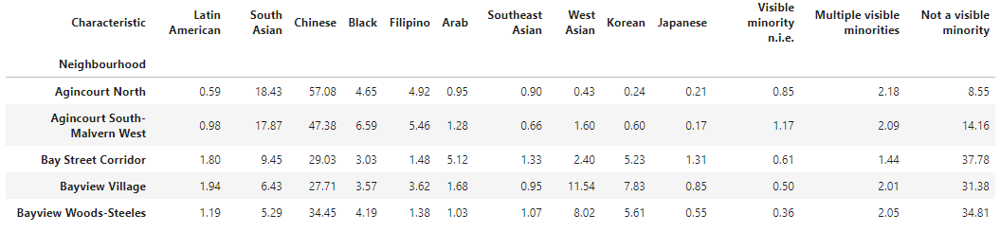 Characteristic Latin American South Asian Chinese Black Filipino Arab Southeast Asian West Asian Korean Japanese Visible minority n.i.e. Multiple visible minorities Not a visible minority
Neighbourhood
Agincourt North 0.59 18.43 57.08 4.65 4.92 0.95 0.90 0.43 0.24 0.21 0.85 2.18 8.55
Agincourt South-Malvern West 0.98 17.87 47.38 6.59 5.46 1.28 0.66 1.60 0.60 0.17 1.17 2.09 14.16
Bay Street Corridor 1.80 9.45 29.03 3.03 1.48 5.12 1.33 2.40 5.23 1.31 0.61 1.44 37.78
Bayview Village 1.94 6.43 27.71 3.57 3.62 1.68 0.95 11.54 7.83 0.85 0.50 2.01 31.38
Bayview Woods-Steeles 1.19 5.29 34.45 4.19 1.38 1.03 1.07 8.02 5.61 0.55 0.36 2.05 34.81